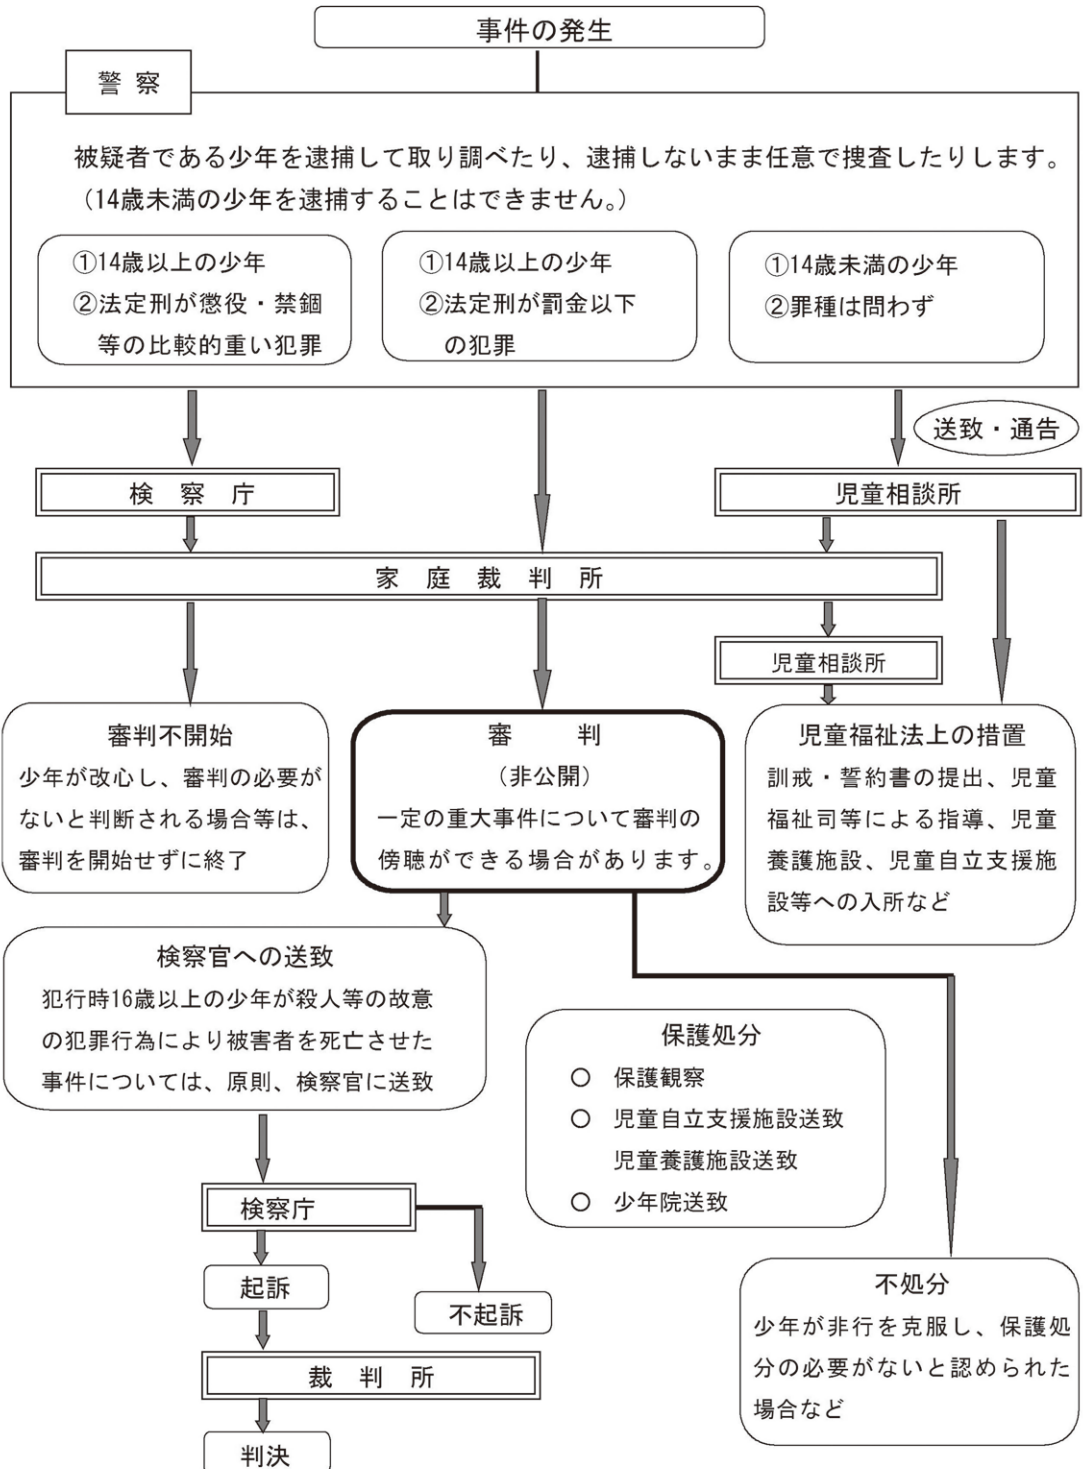 事件の発生
警察
被疑者である少年を逮捕して取り調べたり、逮捕しないまま任意で捜査したりします。
(14歳未満の少年を逮捕することはできません。)
①14歳以上の少年
②法定刑が懲役・禁錮
等の比較的重い犯罪
①14歳以上の少年
②法定刑が罰金以下
の犯罪
①14歳未満の少年
②罪種は問わず
送致・通告
検察庁
児童相談所
家庭裁判所
児童相談所
審判不開始
少年が改心し、審判の必要が
ないと判断される場合等は、
審判を開始せずに終了
審判
(非公開)
一定の重大事件について審判の
傍聴ができる場合があります。
児童福祉法上の措置
訓戒・誓約書の提出、児童
福祉司等による指導、児童
養護施設、児童自立支援施
設等への入所など
検察官への送致
犯行時16歳以上の少年が殺人等の故意
の犯罪行為により被害者を死亡させた
事件については、原則、検察官に送致
保護処分
○ 保護観察
○ 児童自立支援施設送致
児童養護施設送致
○ 少年院送致
検察庁
起訴
不起訴
裁判所
判決
不処分
少年が非行を克服し、保護処
分の必要がないと認められた
場合など